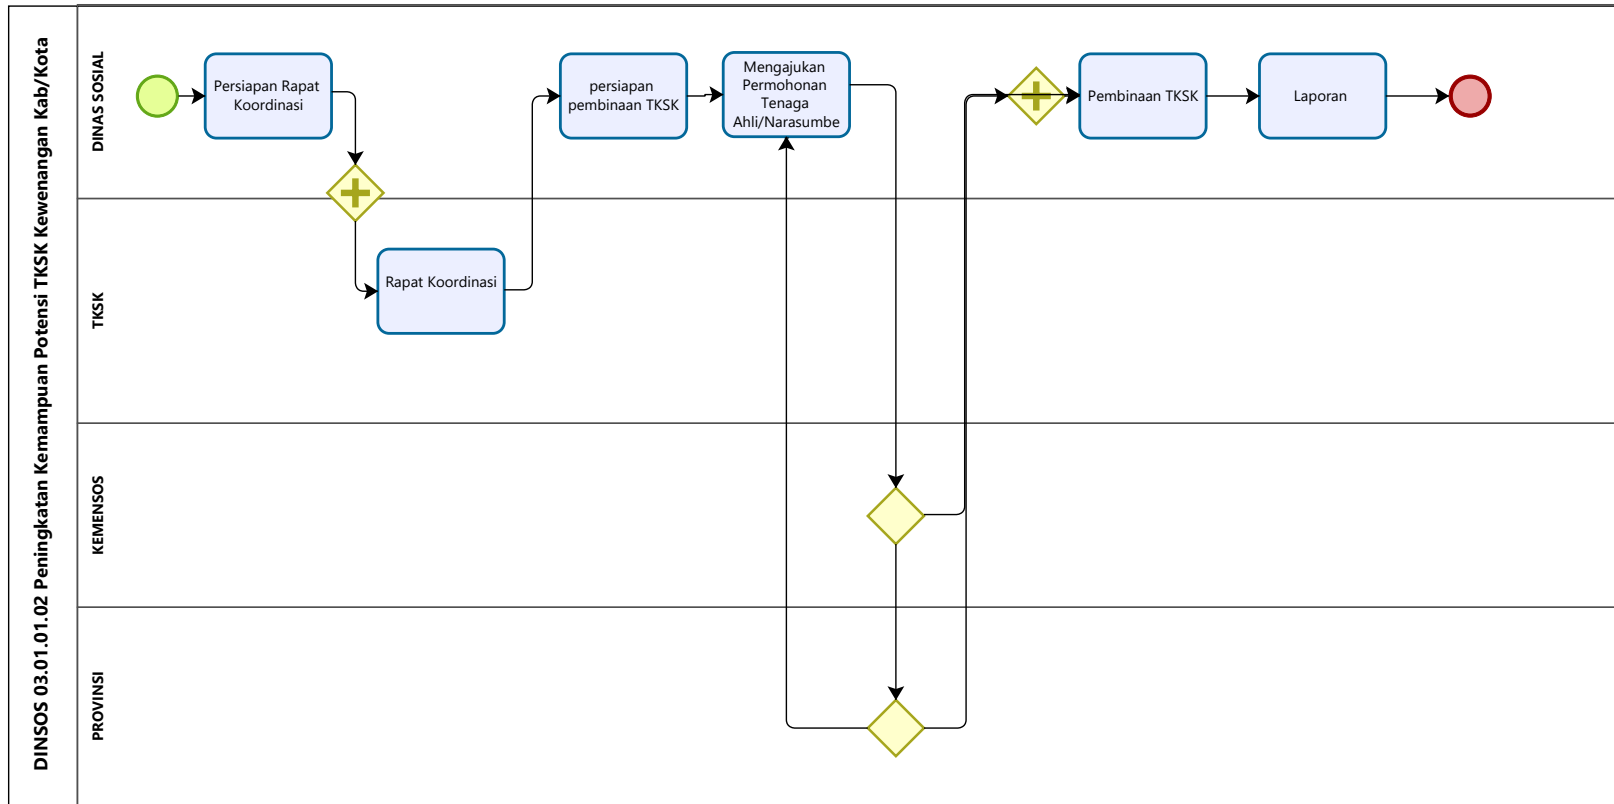 DINSOS 03.01.01.02 Peningkatan Kemampuan Potensi TKSK Kewenangan Kab/Kota
DINAS SOSIAL
Persiapan Rapat
Koordinasi
persiapan
pembinaan TKSK
Mengajukan
Permohonan
Tenaga
Ahli/Narasumbe
Pembinaan TKSK
Laporan
TKSK
Rapat Koordinasi
KEMENSOS
PROVINSI